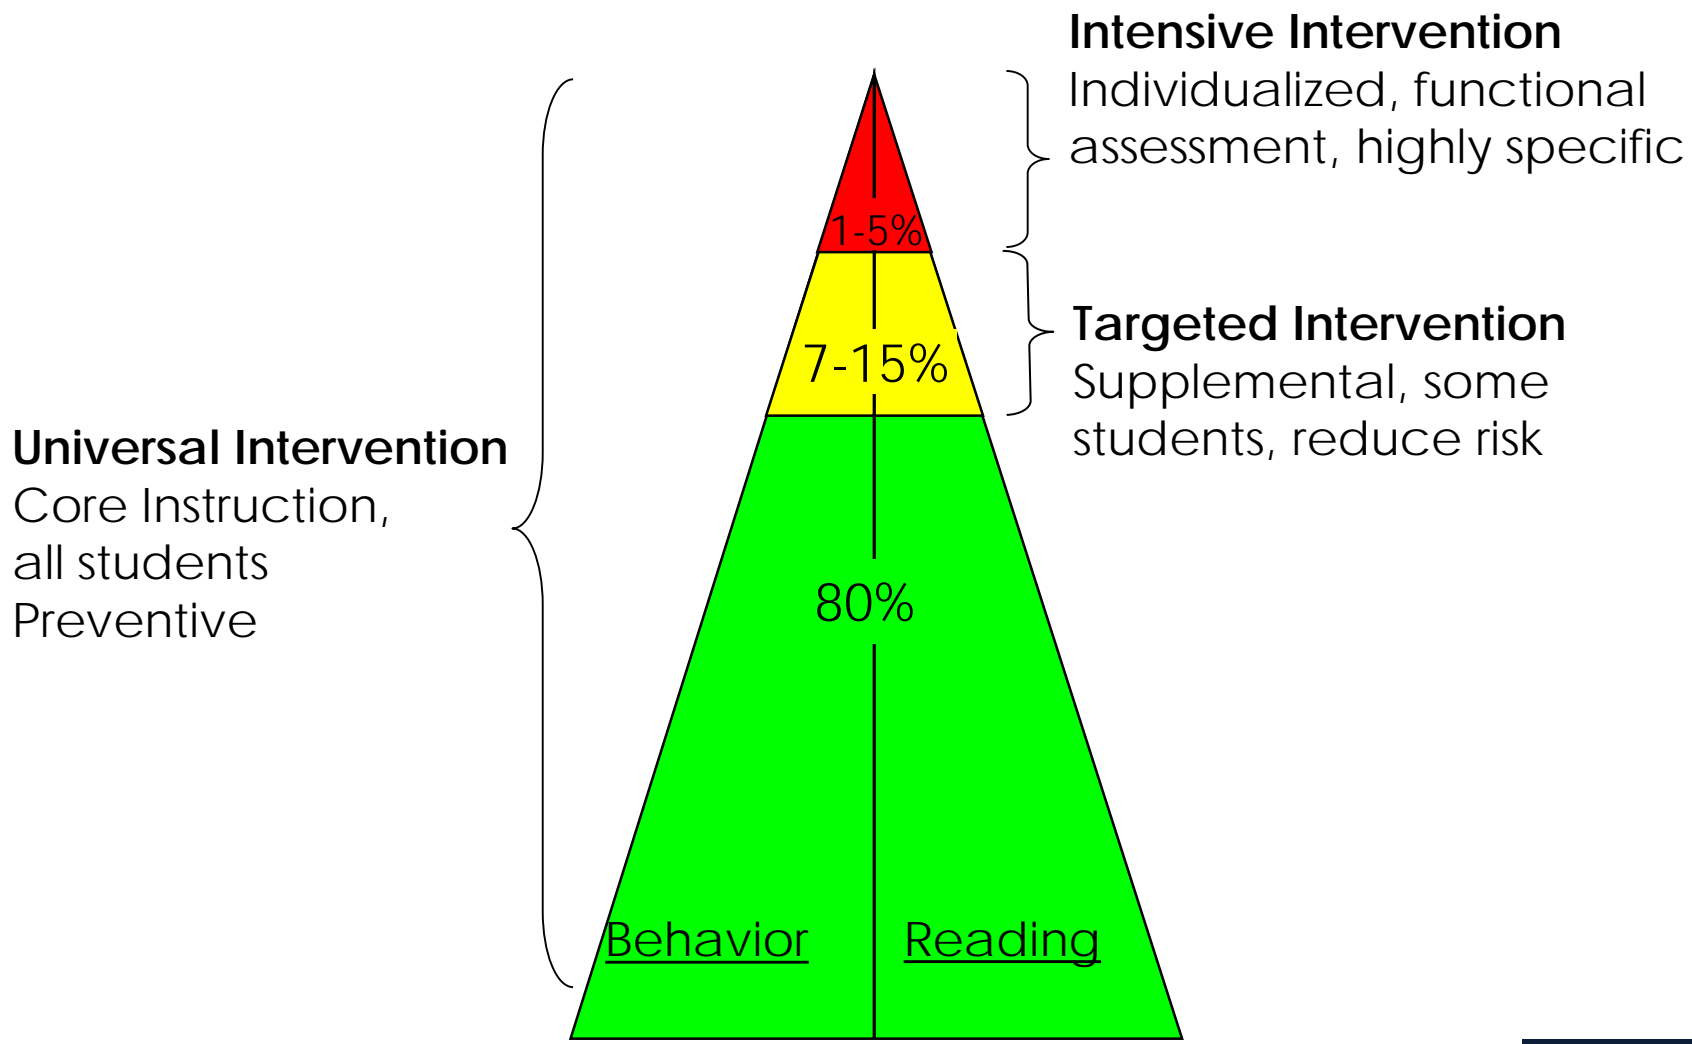 Intensive Intervention
Individualized, functional
assessment, highly specific
1-5%
Targeted Intervention
Supplemental, some
students, reduce risk
7-15%
Universal Intervention
Core Instruction,
all students
Preventive
80%
Behavior
Reading